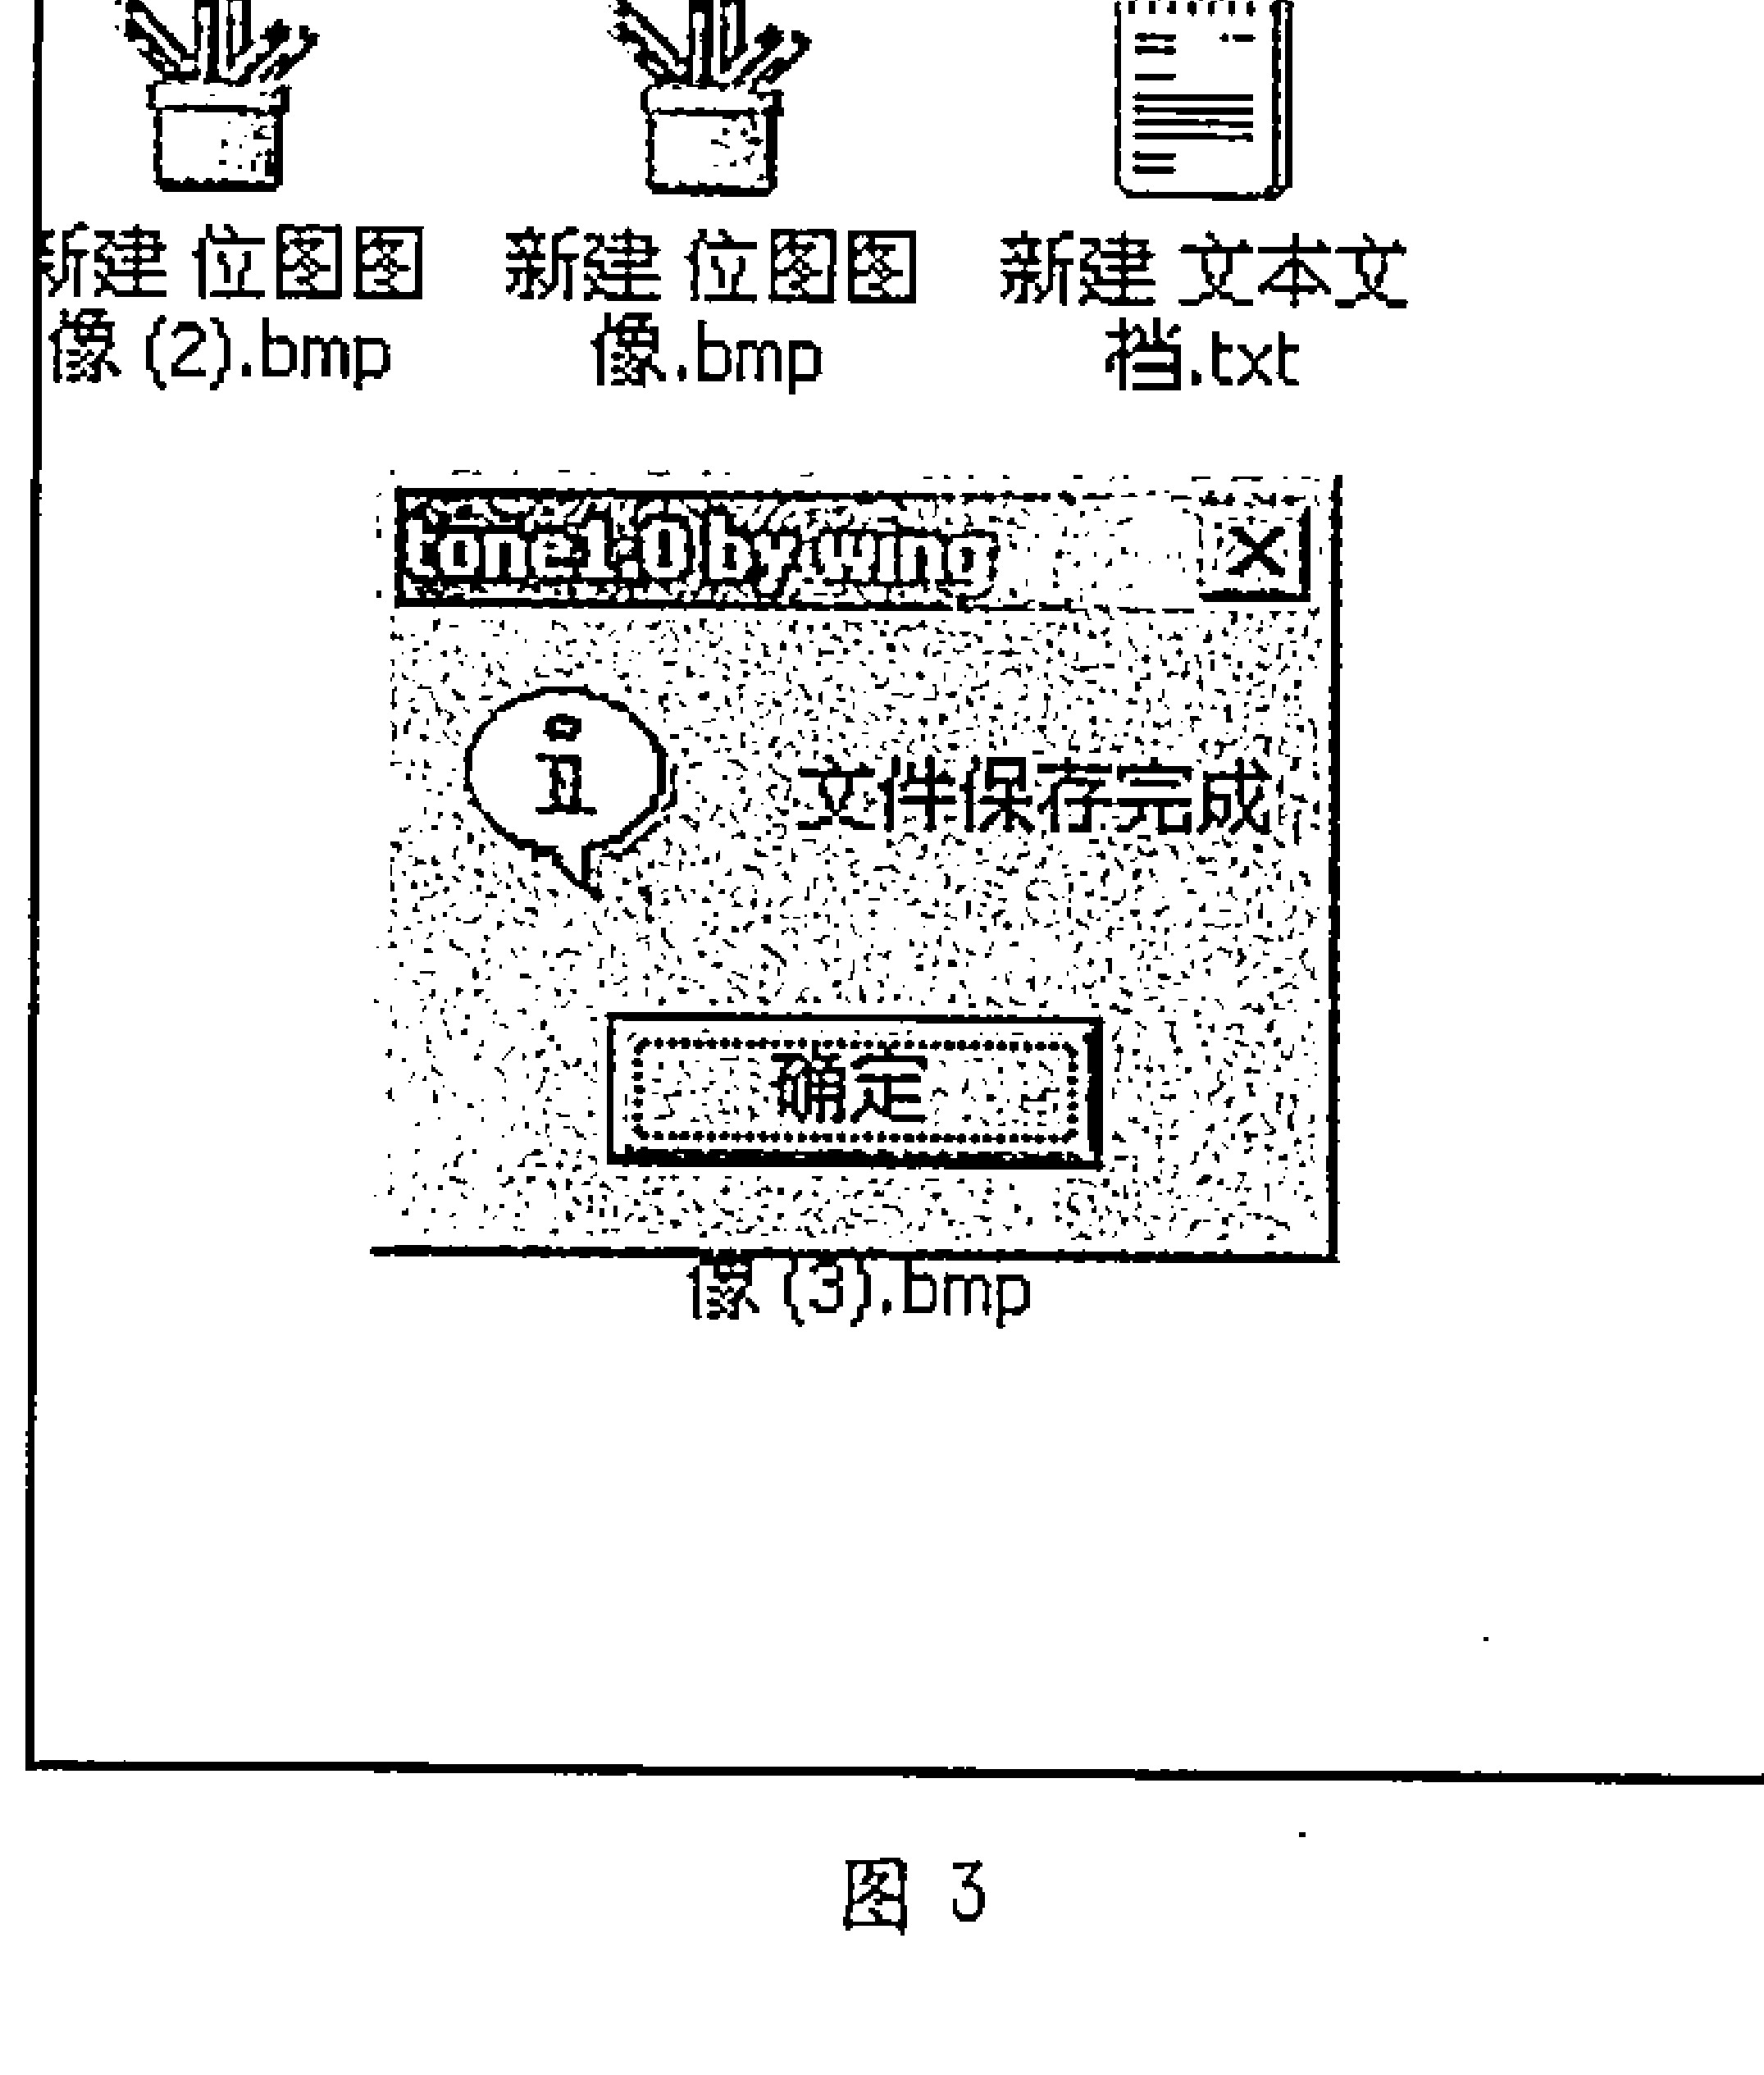 新建 位图图
像 (2).bmp
新建 位图图
像.bmp
新建 文本文
档.txt
tone1.0 by wing
文件保存完成
确定
像 (3).bmp
图 3